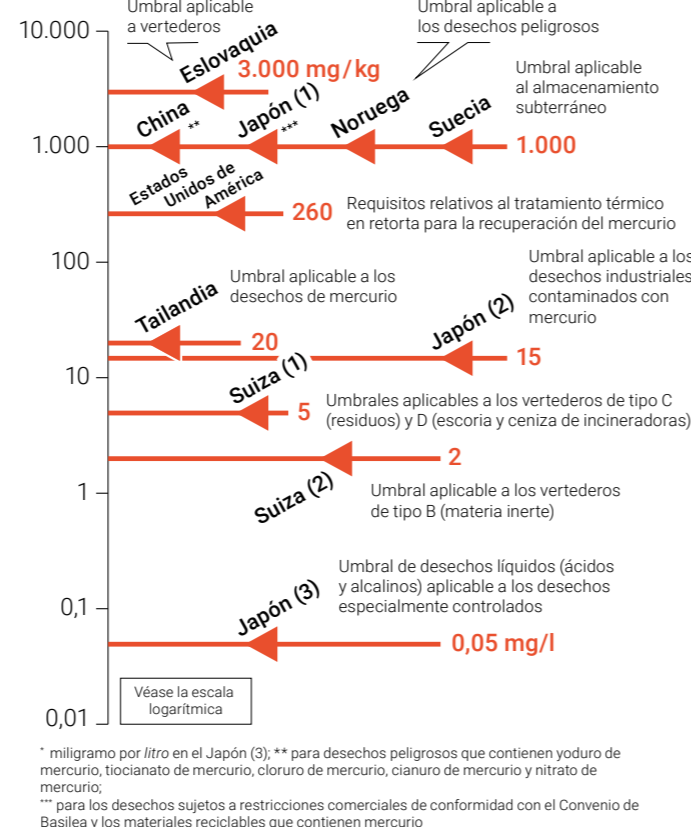 Umbral aplicable
a vertederos
Umbral aplicable a
los desechos peligrosos
10.000
Eslovaquia
3.000 mg/kg
Umbral aplicable
al almacenamiento
subterráneo
China
**
Japón (1)
***
Noruega
Suecia
1.000
1.000
Estados
Unidos de
América
260
Requisitos relativos al tratamiento térmico
en retorta para la recuperación del mercurio
100
Tailandia
Umbral aplicable a los
desechos de mercurio
20
Japón (2)
Umbral aplicable a los
desechos industriales
contaminados con
mercurio
15
10
Suiza (1)
5
Umbrales aplicables a los vertederos de tipo C
(residuos) y D (escoria y ceniza de incineradoras)
2
1
Suiza (2)
Umbral aplicable a los vertederos
de tipo B (materia inerte)
0,1
Japón (3)
Umbral de desechos líquidos (ácidos
y alcalinos) aplicable a los desechos
especialmente controlados
0,05 mg/l
Véase la escala
logarítmica
0,01
* miligramo por litro en el Japón (3); ** para desechos peligrosos que contienen yoduro de
mercurio, tiocianato de mercurio, cloruro de mercurio, cianuro de mercurio y nitrato de
mercurio;
*** para los desechos sujetos a restricciones comerciales de conformidad con el Convenio de
Basilea y los materiales reciclables que contienen mercurio